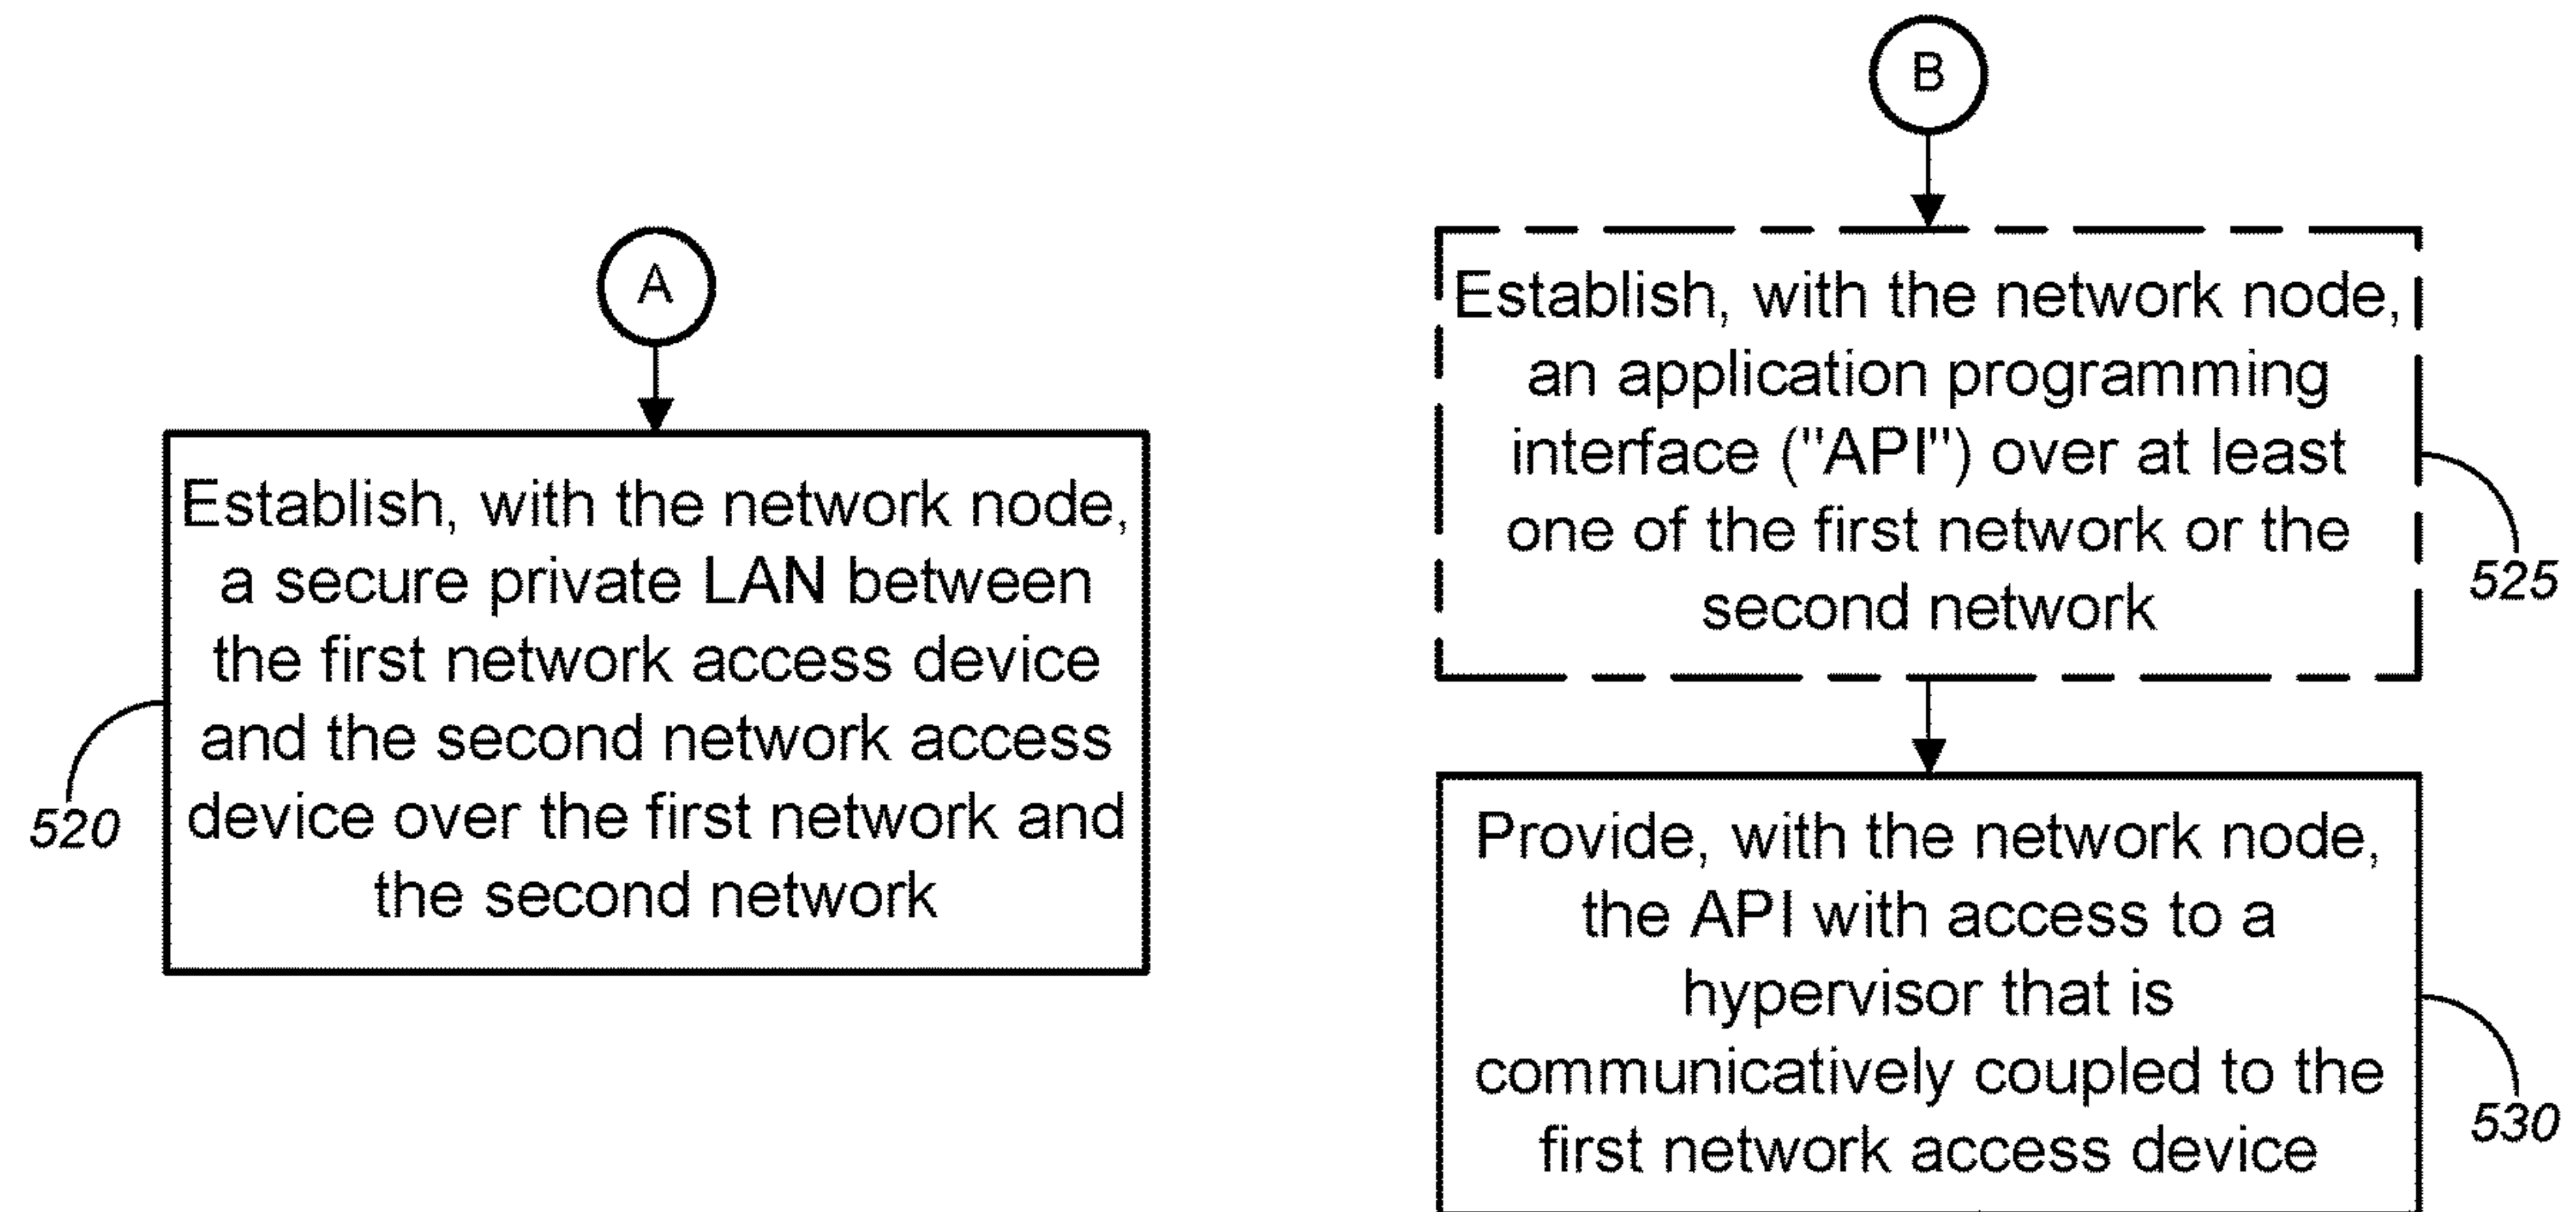 A
Establish, with the network node,
a secure private LAN between
the first network access device
and the second network access
device over the first network and
the second network
520
B
Establish, with the network node,
an application programming
interface ("API") over at least
one of the first network or the
second network
525
Provide, with the network node,
the API with access to a
hypervisor that is
communicatively coupled to the
first network access device
530